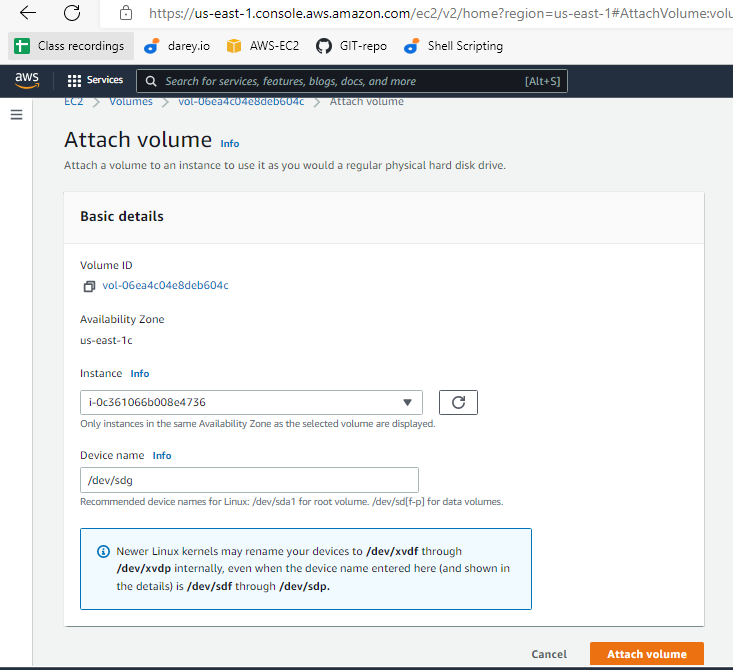 https://us-east-1.console.aws.amazon.com/ec2/v2/home?region=us-east-1#AttachVolume:volu
Class recordings darey.io AWS-EC2 GIT-repo Shell Scripting
aws Services Search for services, features, blogs, docs, and more [Alt+S]
EC2 > Volumes > vol-06ea4c04e8deb604c > Attach volume
Attach volume Info
Attach a volume to an instance to use it as you would a regular physical hard disk drive.
Basic details
Volume ID
vol-06ea4c04e8deb604c
Availability Zone
us-east-1c
Instance Info
i-0c361066b008e4736
Only instances in the same Availability Zone as the selected volume are displayed.
Device name Info
/dev/sdg
Recommended device names for Linux: /dev/sda1 for root volume. /dev/sd[f-p] for data volumes.
Newer Linux kernels may rename your devices to /dev/xvdf through
/dev/xvdp internally, even when the device name entered here (and shown in
the details) is /dev/sdf through /dev/sdp.
Cancel Attach volume